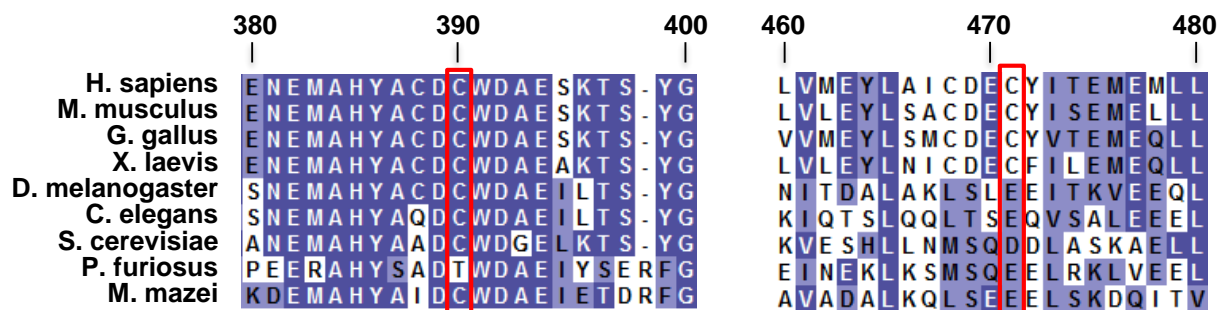 380 390 400 460 470 480
H. sapiens ENEMAHYACDCWDAESKTS-YG LVMEYLAICDECYITEMEMLL
M. musculus ENEMAHYACDCWDAESKTS-YG LVLEYLSACDECYISEMELLL
G. gallus ENEMAHYACDCWDAESKTS-YG VVMEYLSMCDECYVTEMEQLL
X. laevis ENEMAHYACDCWDAEAKTS-YG LVLEYLNICDECFILEMEQLL
D. melanogaster SNEMAHYACDCWDAEILTS-YG NITDALAKLSLEEITKVEEQL
C. elegans SNEMAHYAQDCWDAEILTS-YG KIQTSLQQLTSEQVSALEEEL
S. cerevisiae ANEMAHYAADCWDGELKTS-YG KVESHLLNMSQDDLASKAELL
P. furiosus PEERAHYSADTWDAEIYSERFG EINEKLKSMSQEELRKLVEEL
M. mazei KDEMAHYAIDCWDAEIETDRFG AVADALKQLSEEELSKDQITV